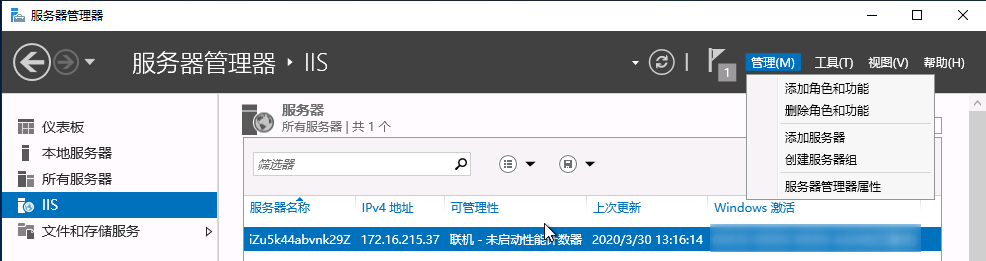 服务器管理器
服务器管理器 · IIS
1
管理(M) 工具(T) 视图(V) 帮助(H)
添加角色和功能
删除角色和功能
添加服务器
创建服务器组
服务器管理器属性
仪表板
本地服务器
所有服务器
IIS
文件和存储服务
服务器
所有服务器 | 共 1 个
筛选器
服务器名称 IPv4 地址 可管理性 上次更新 Windows 激活
iZu5k44abvnk29Z 172.16.215.37 联机 - 未启动性能计数器 2020/3/30 13:16:14